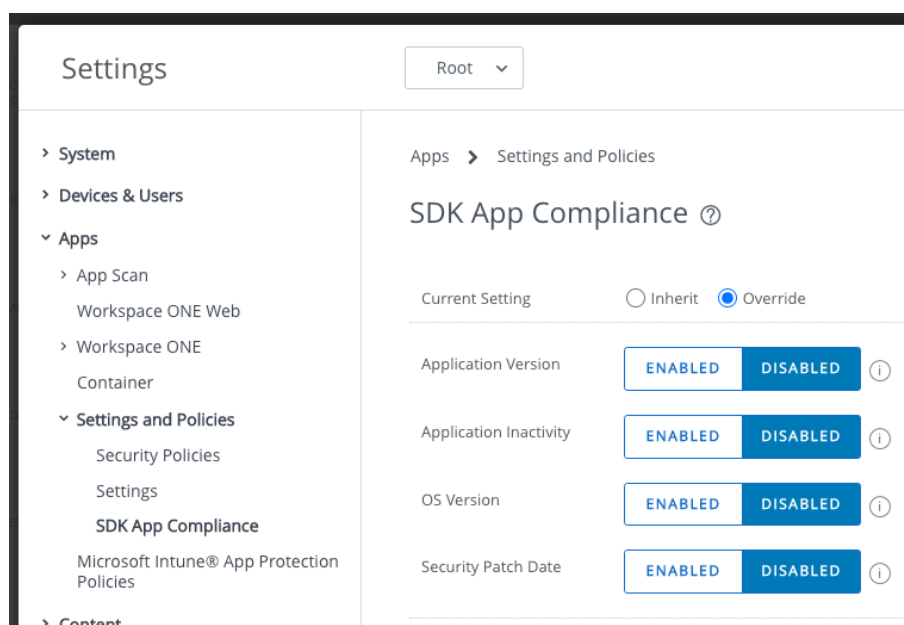 Settings
Root
System
Devices & Users
Apps
App Scan
Workspace ONE Web
Workspace ONE
Container
Settings and Policies
Security Policies
Settings
SDK App Compliance
Microsoft Intune® App Protection
Policies
Content
Apps > Settings and Policies
SDK App Compliance
Current Setting Inherit Override
Application Version ENABLED DISABLED
Application Inactivity ENABLED DISABLED
OS Version ENABLED DISABLED
Security Patch Date ENABLED DISABLED